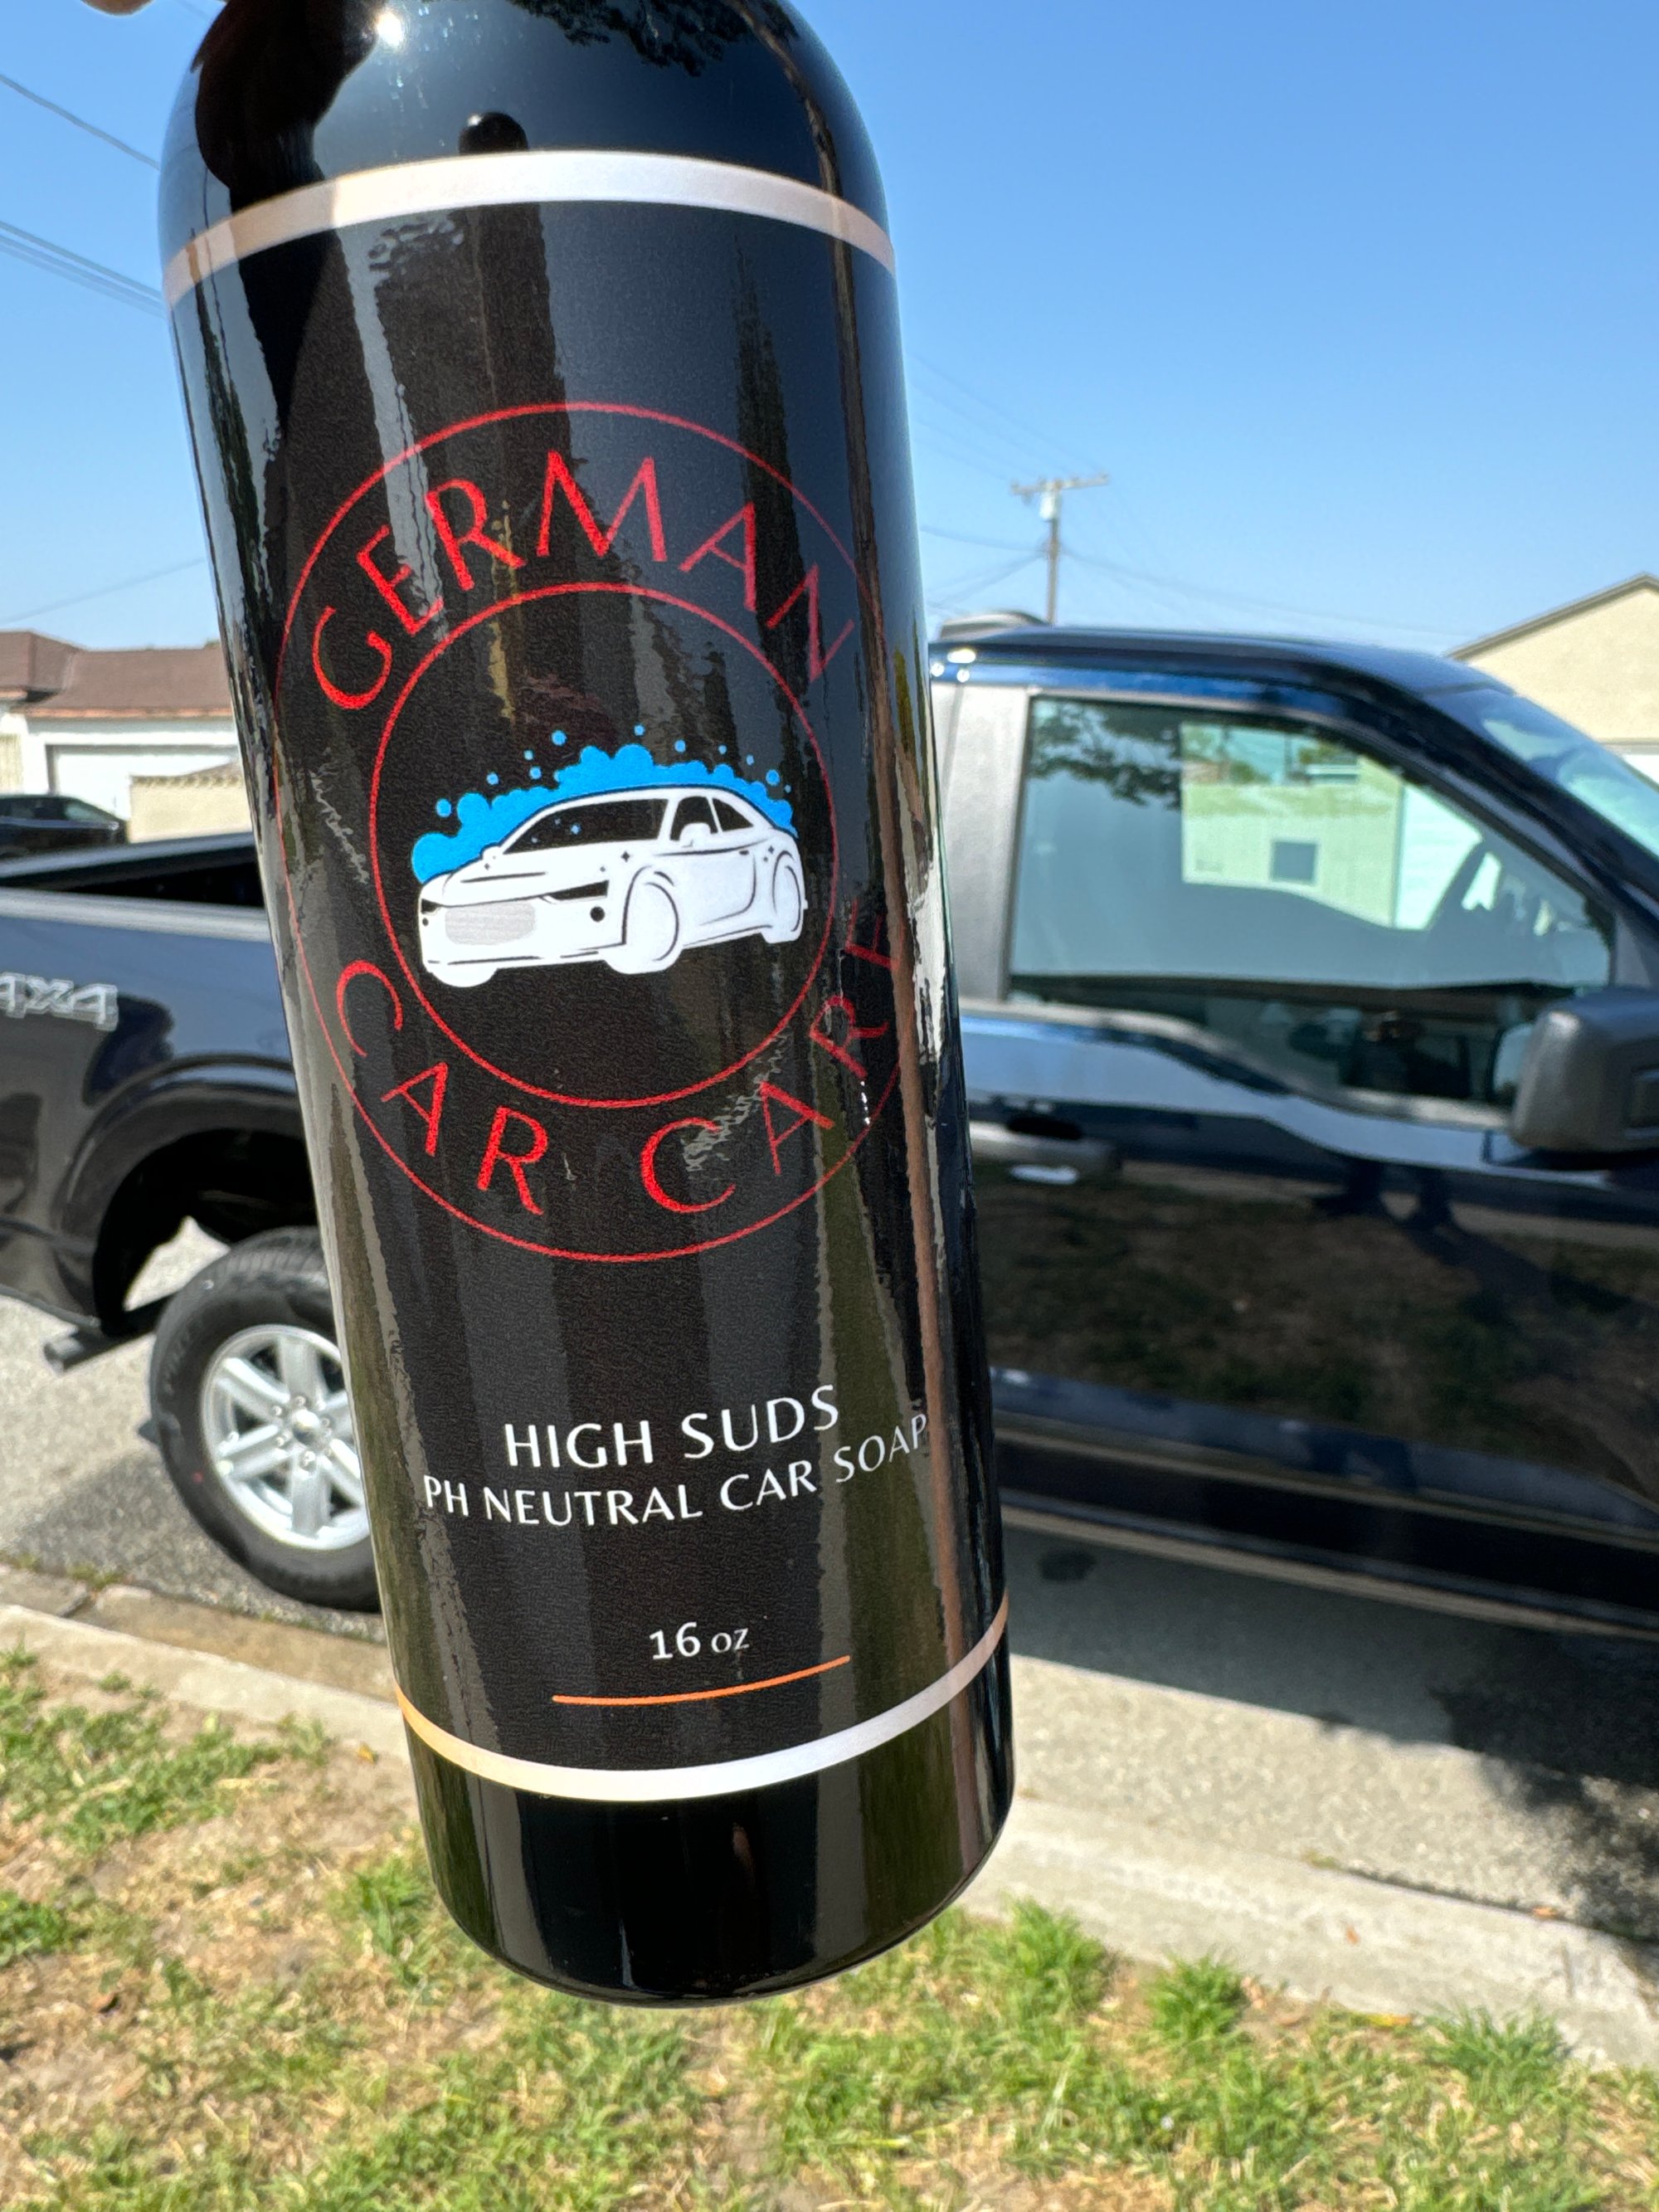 GERMAN
CAR CARE
4x4
HIGH SUDS
PH NEUTRAL CAR SOAP
16 oz